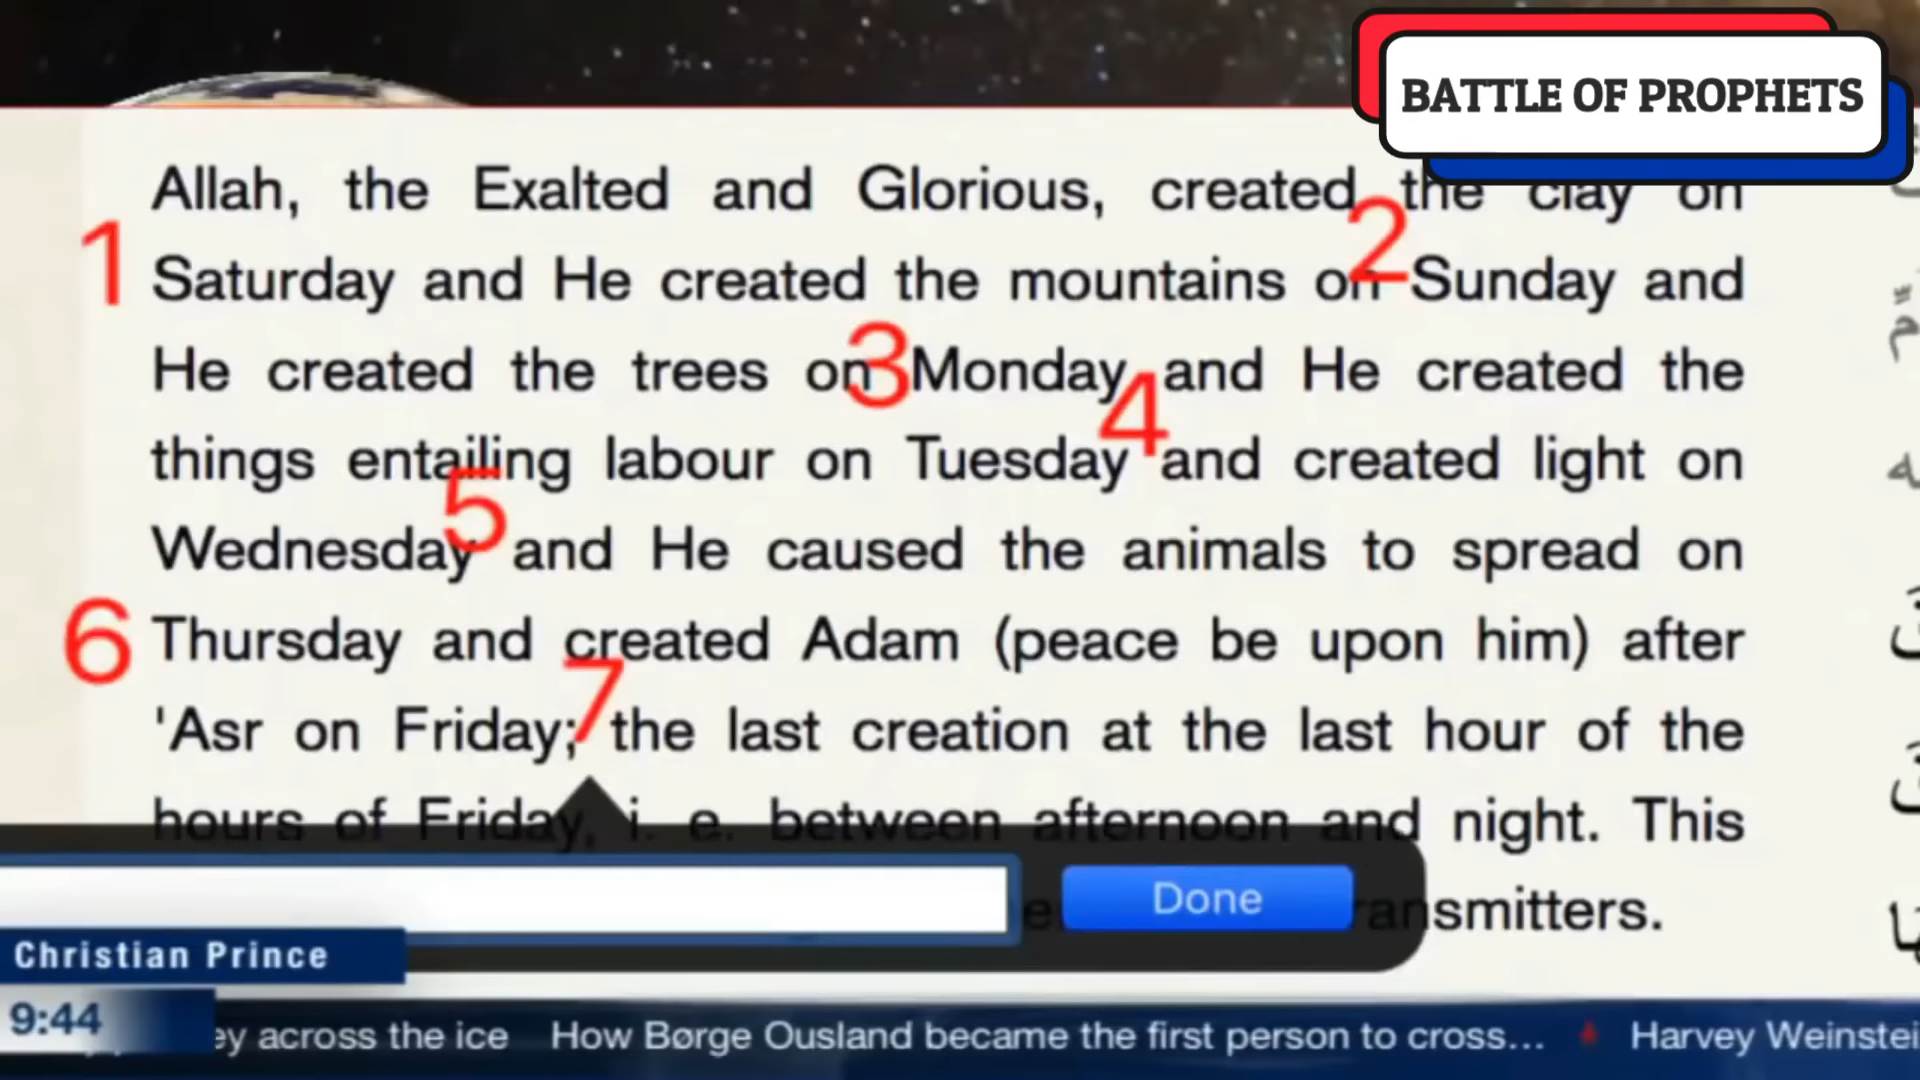 BATTLE OF PROPHETS
Allah, the Exalted and Glorious, created the clay on
1
2
Saturday and He created the mountains on Sunday and
3
He created the trees on Monday and He created the
4
things entailing labour on Tuesday and created light on
5
Wednesday and He caused the animals to spread on
6
Thursday and created Adam (peace be upon him) after
7
'Asr on Friday; the last creation at the last hour of the
hours of Friday, i. e. between afternoon and night. This
Done
Christian Prince
9:44
across the ice How Børge Ousland became the first person to cross... Harvey